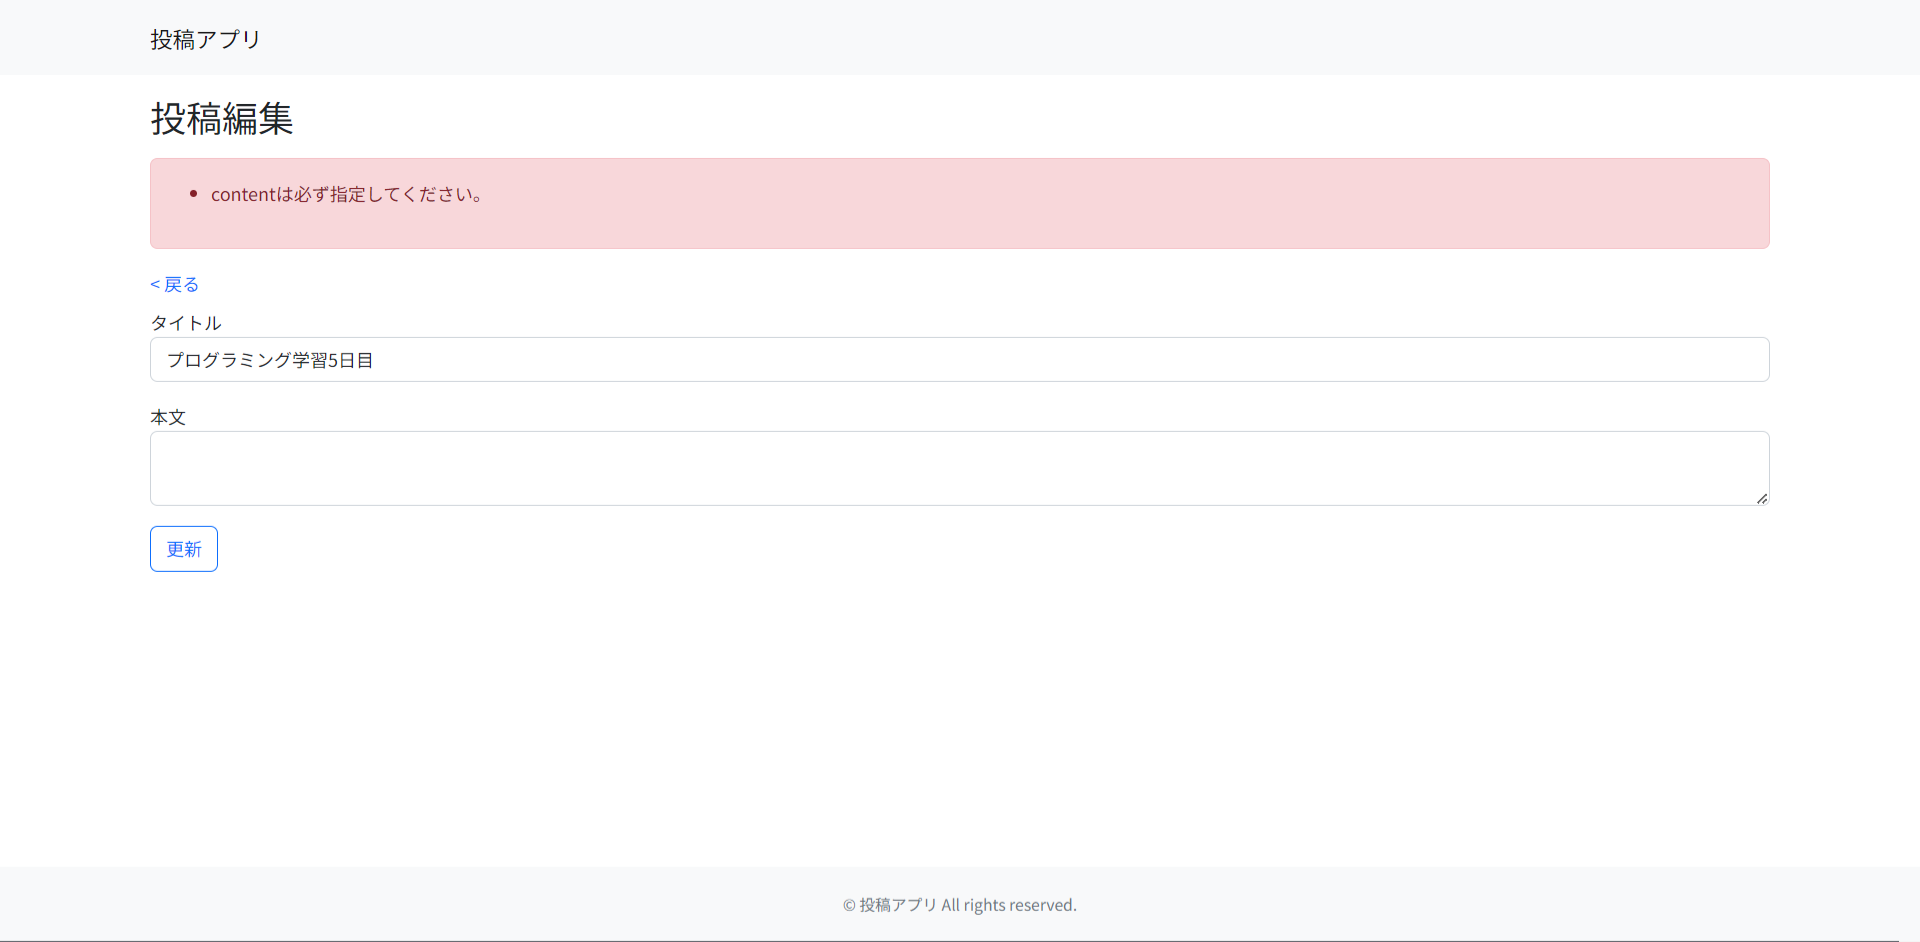 投稿アプリ
投稿編集
contentは必ず指定してください。
< 戻る
タイトル
プログラミング学習5日目
本文
更新
© 投稿アプリ All rights reserved.